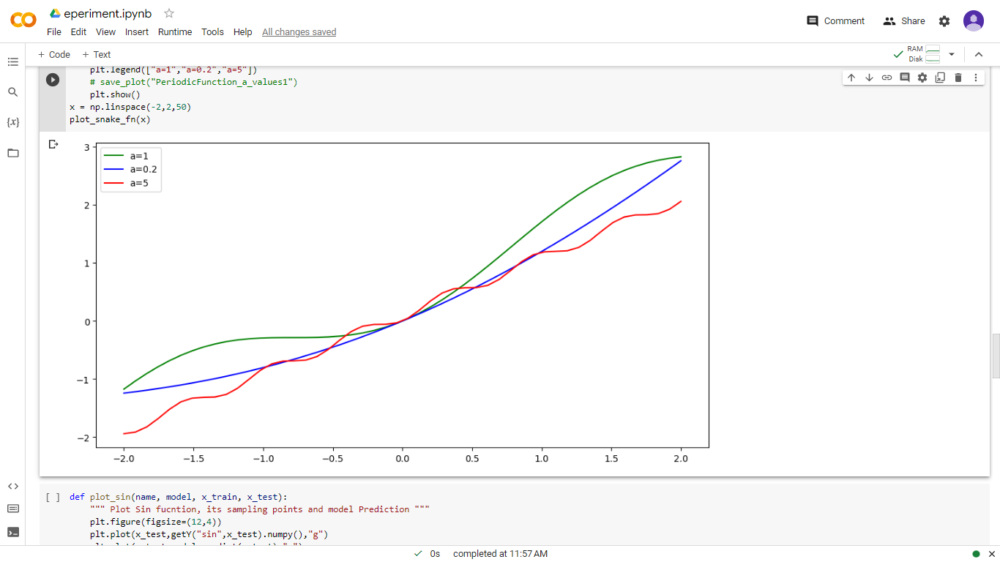 eperiment.ipynb
File Edit View Insert Runtime Tools Help All changes saved
Comment Share
+ Code + Text
RAM
Disk
plt.legend(["a=1","a=0.2","a=5"])
# save_plot("PeriodicFunction_a_values1")
plt.show()
x = np.linspace(-2,2,50)
plot_snake_fn(x)
{x}
a=1
a=0.2
a=5
3
2
1
0
−1
−2
−2.0 −1.5 −1.0 −0.5 0.0 0.5 1.0 1.5 2.0
[ ] def plot_sin(name, model, x_train, x_test):
""" Plot Sin fucntion, its sampling points and model Prediction """
plt.figure(figsize=(12,4))
plt.plot(x_test,getY("sin",x_test).numpy(),"g")
0s completed at 11:57 AM